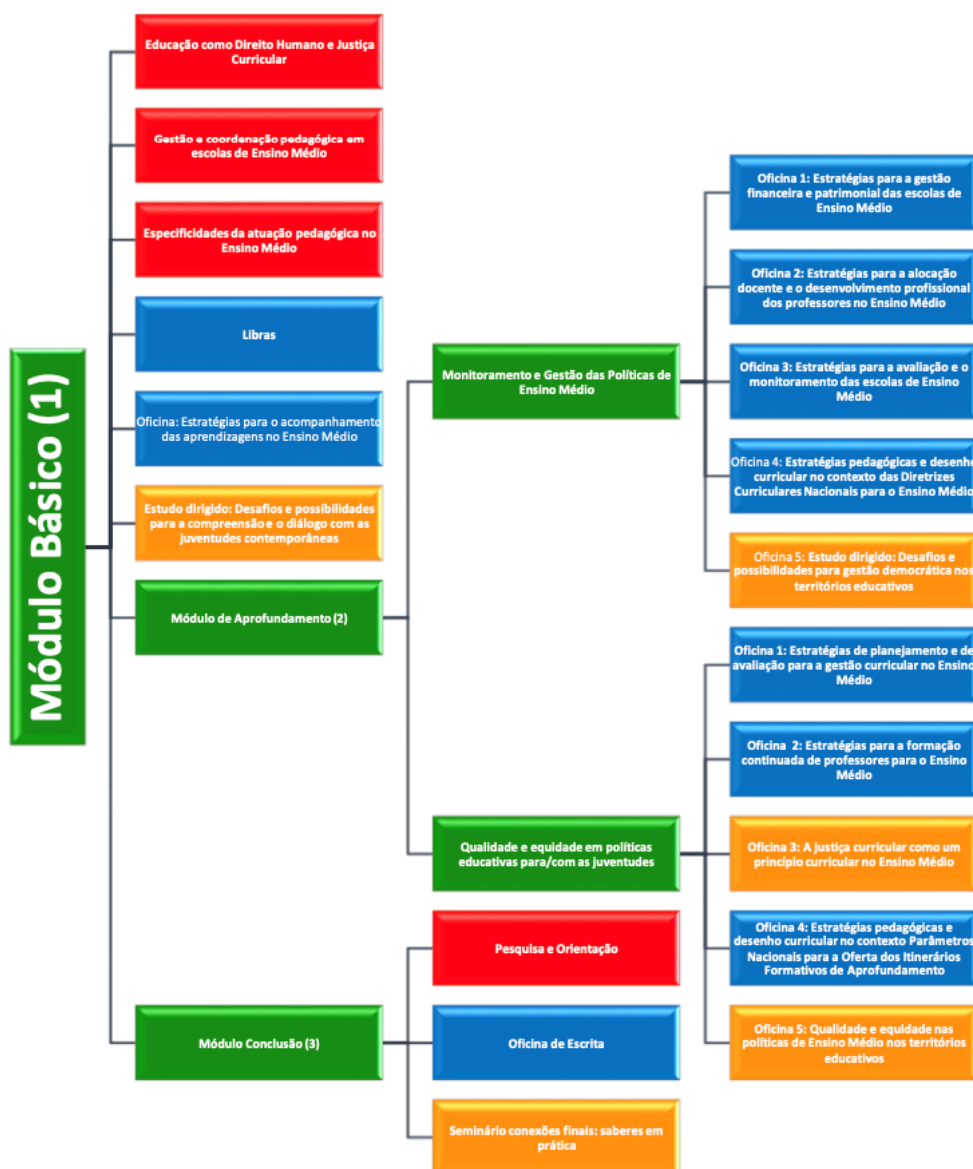 Módulo Básico (1)
Educação como Direito Humano e Justiça
Curricular
Gestão e coordenação pedagógica em
escolas de Ensino Médio
Especificidades da atuação pedagógica no
Ensino Médio
Libras
Oficina: Estratégias para o acompanhamento
das aprendizagens no Ensino Médio
Estudo dirigido: Desafios e possibilidades
para a compreensão e o diálogo com as
juventudes contemporâneas
Módulo de Aprofundamento (2)
Monitoramento e Gestão das Políticas de
Ensino Médio
Oficina 1: Estratégias para a gestão
financeira e patrimonial das escolas de
Ensino Médio
Oficina 2: Estratégias para a alocação
docente e o desenvolvimento profissional
dos professores no Ensino Médio
Oficina 3: Estratégias para a avaliação e o
monitoramento das escolas de Ensino
Médio
Oficina 4: Estratégias pedagógicas e desenho
curricular no contexto das Diretrizes
Curriculares Nacionais para o Ensino Médio
Oficina 5: Estudo dirigido: Desafios e
possibilidades para gestão democrática nos
territórios educativos
Qualidade e equidade em políticas
educativas para/com as juventudes
Oficina 1: Estratégias de planejamento e de
avaliação para a gestão curricular no Ensino
Médio
Oficina 2: Estratégias para a formação
continuada de professores para o Ensino
Médio
Oficina 3: A justiça curricular como um
princípio curricular no Ensino Médio
Oficina 4: Estratégias pedagógicas e
desenho curricular no contexto Parâmetros
Nacionais para a Oferta dos Itinerários
Formativos de Aprofundamento
Oficina 5: Qualidade e equidade nas
políticas de Ensino Médio nos territórios
educativos
Módulo Conclusão (3)
Pesquisa e Orientação
Oficina de Escrita
Seminário conexões finais: saberes em
prática